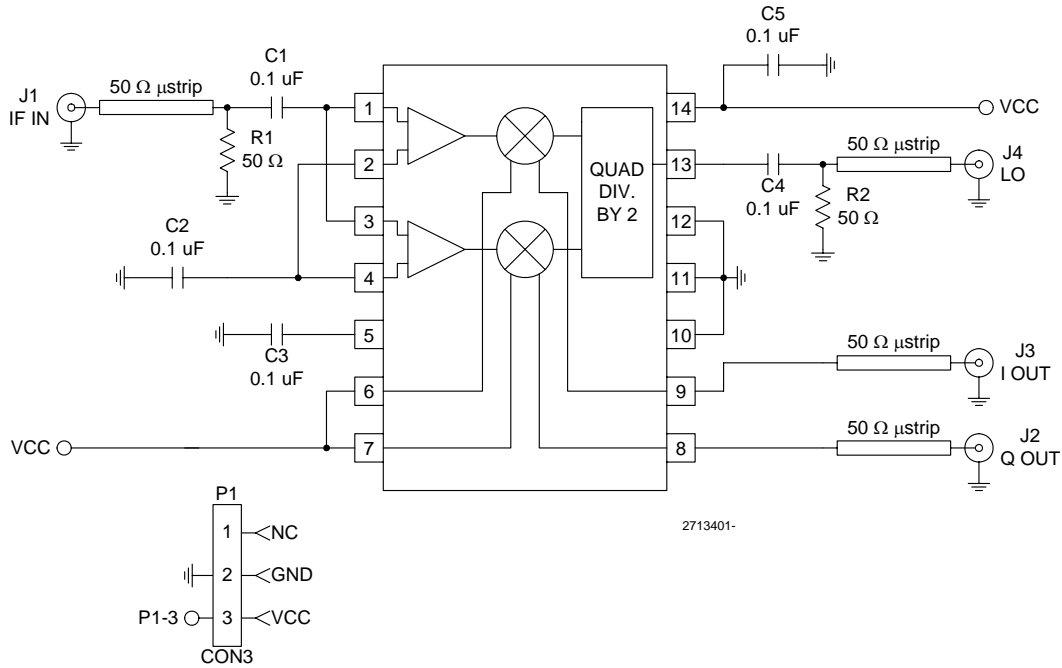 C5
0.1 uF
C1
0.1 uF
J1
IF IN
50 Ω µstrip
R1
50 Ω
1
2
3
4
5
6
7
14
13
12
11
10
9
8
QUAD
DIV.
BY 2
VCC
50 Ω µstrip
J4
LO
C4
0.1 uF
R2
50 Ω
C2
0.1 uF
C3
0.1 uF
50 Ω µstrip
J3
I OUT
50 Ω µstrip
J2
Q OUT
VCC
2713401-
P1
1
NC
2
GND
P1-3
3
VCC
CON3